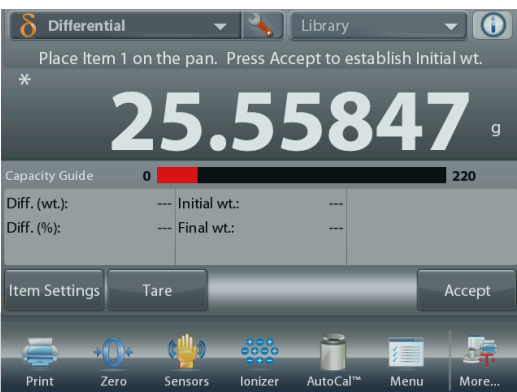 δ Differential Library
Place Item 1 on the pan. Press Accept to establish Initial wt.
*
25.55847 g
Capacity Guide 0 220
Diff. (wt.): --- Initial wt.: ---
Diff. (%): --- Final wt.: ---
Item Settings Tare Accept
Print Zero Sensors Ionizer AutoCal™ Menu More...